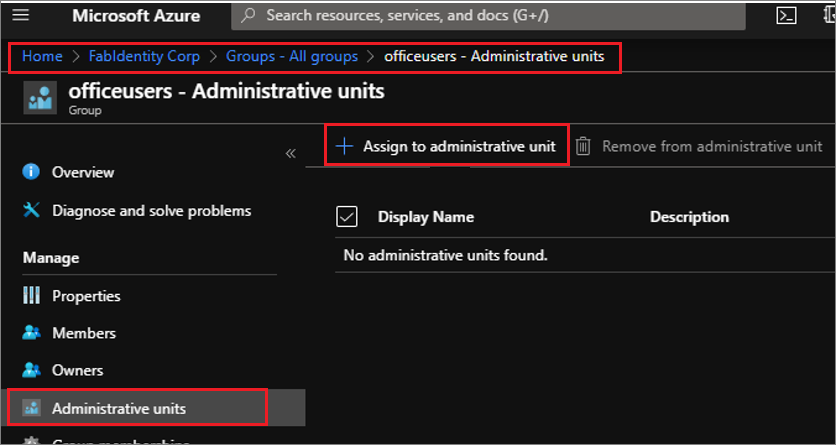 Microsoft Azure
Search resources, services, and docs (G+/)
Home > FabIdentity Corp > Groups - All groups > officeusers - Administrative units
officeusers - Administrative units
Group
«
+ Assign to administrative unit
Remove from administrative unit
Overview
Diagnose and solve problems
Display Name
Description
No administrative units found.
Manage
Properties
Members
Owners
Administrative units
Group memberships